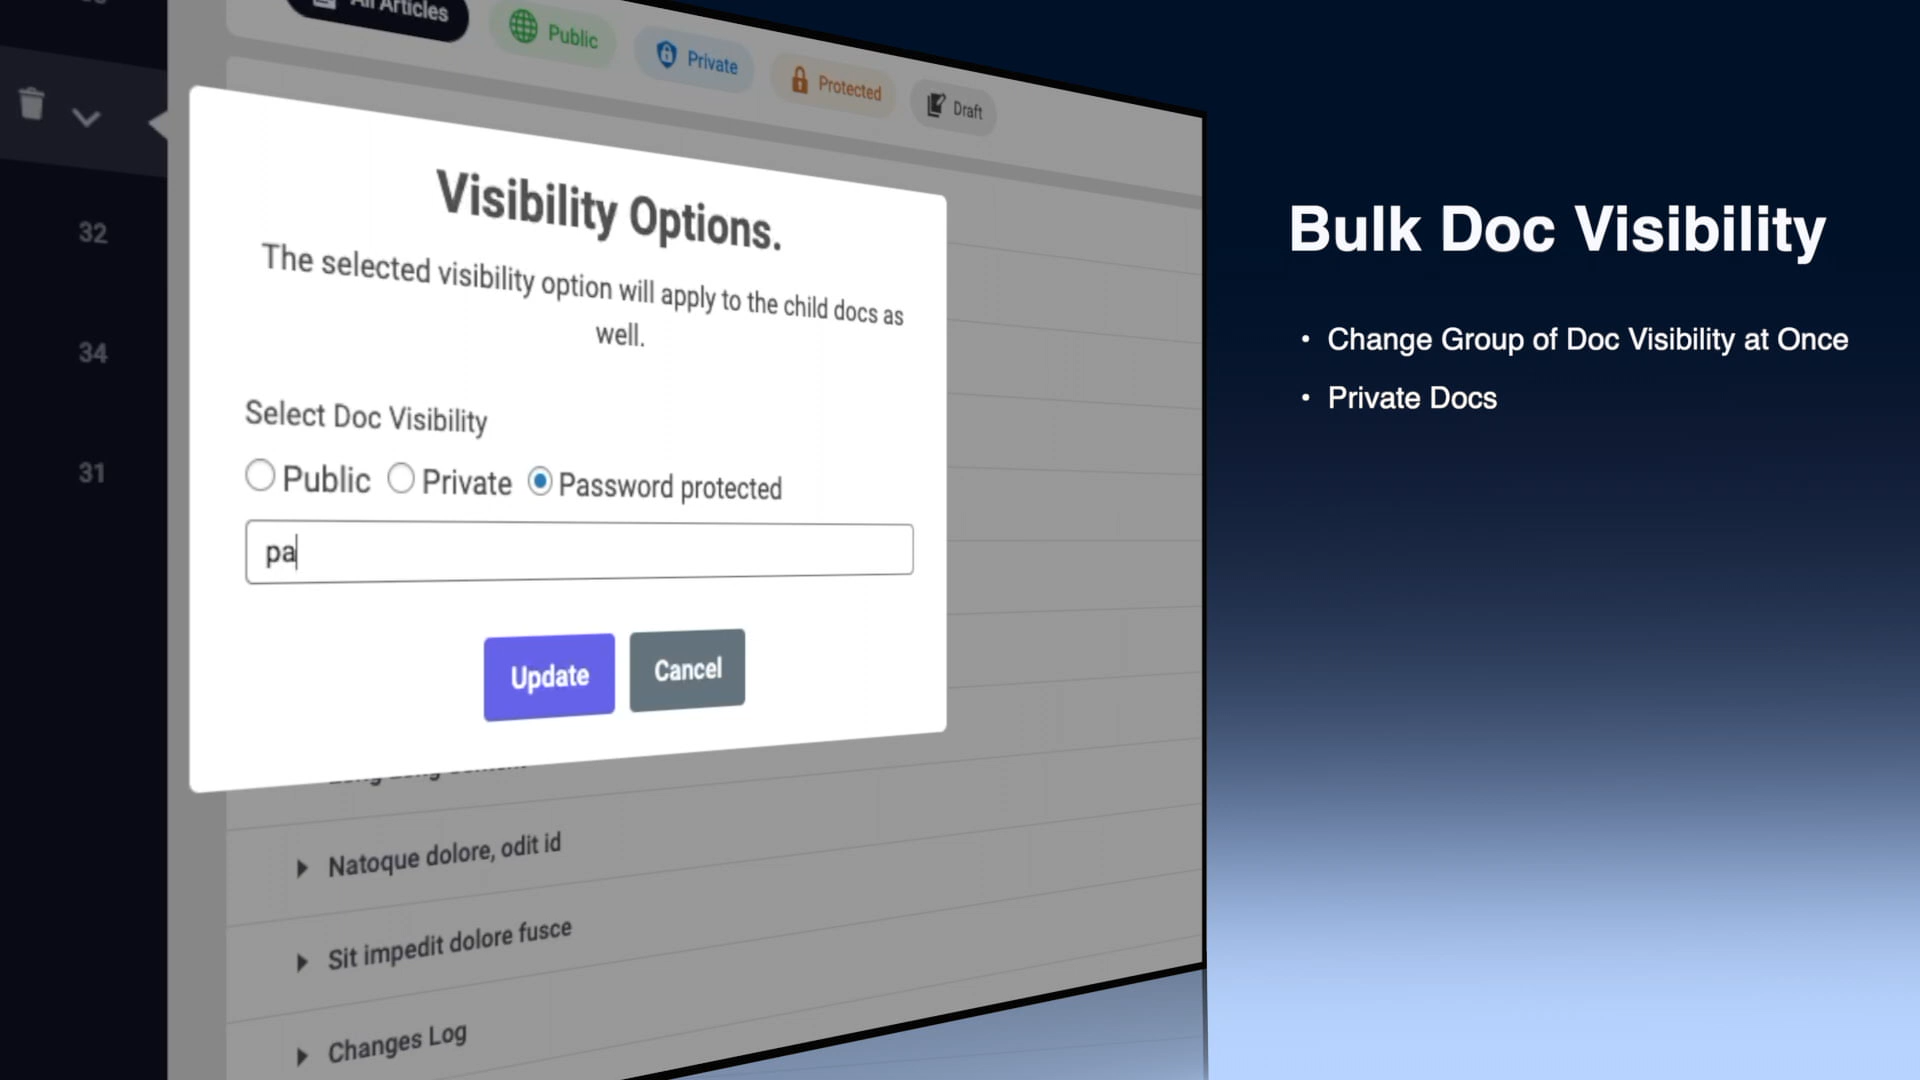 All Articles
Public
Private
Protected
Draft
32
34
31
Visibility Options.
The selected visibility option will apply to the child docs as
well.
Select Doc Visibility
Public
Private
Password protected
pa
Update
Cancel
Natoque dolore, odit id
Sit impedit dolore fusce
Changes Log
Bulk Doc Visibility
• Change Group of Doc Visibility at Once
• Private Docs